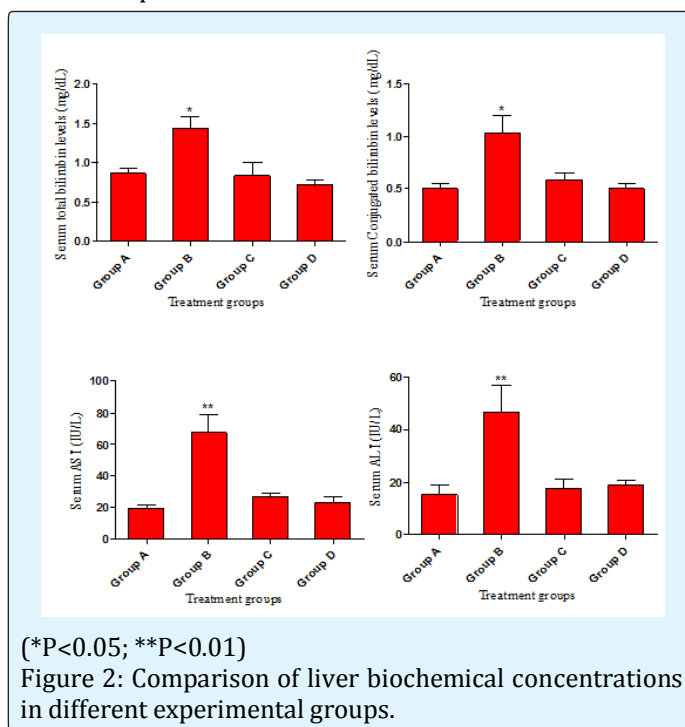 2.0
1.5
1.0
0.5
0.0
Serum total bilirubin levels (mg/dL)
*
Group A
Group B
Group C
Group D
Treatment groups
1.5
1.0
0.5
0.0
Serum Conjugated bilirubin levels (mg/dL)
*
Group A
Group B
Group C
Group D
Treatment groups
100
80
60
40
20
0
Serum AST (IU/L)
**
Group A
Group B
Group C
Group D
Treatment groups
60
40
20
0
Serum ALT (IU/L)
**
Group A
Group B
Group C
Group D
Treatment groups
(*P<0.05; **P<0.01)
Figure 2: Comparison of liver biochemical concentrations
in different experimental groups.